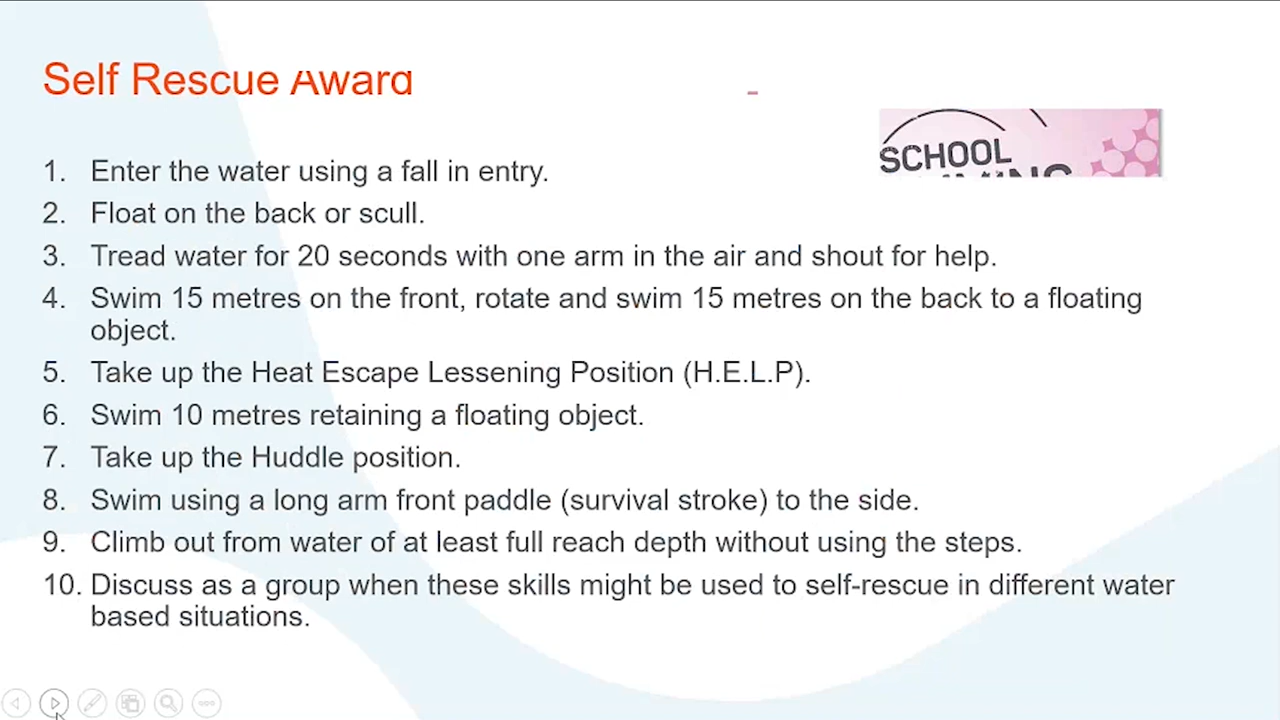 Self Rescue Award
SCHOOL
1. Enter the water using a fall in entry.
2. Float on the back or scull.
3. Tread water for 20 seconds with one arm in the air and shout for help.
4. Swim 15 metres on the front, rotate and swim 15 metres on the back to a floating
object.
5. Take up the Heat Escape Lessening Position (H.E.L.P).
6. Swim 10 metres retaining a floating object.
7. Take up the Huddle position.
8. Swim using a long arm front paddle (survival stroke) to the side.
9. Climb out from water of at least full reach depth without using the steps.
10. Discuss as a group when these skills might be used to self-rescue in different water
based situations.